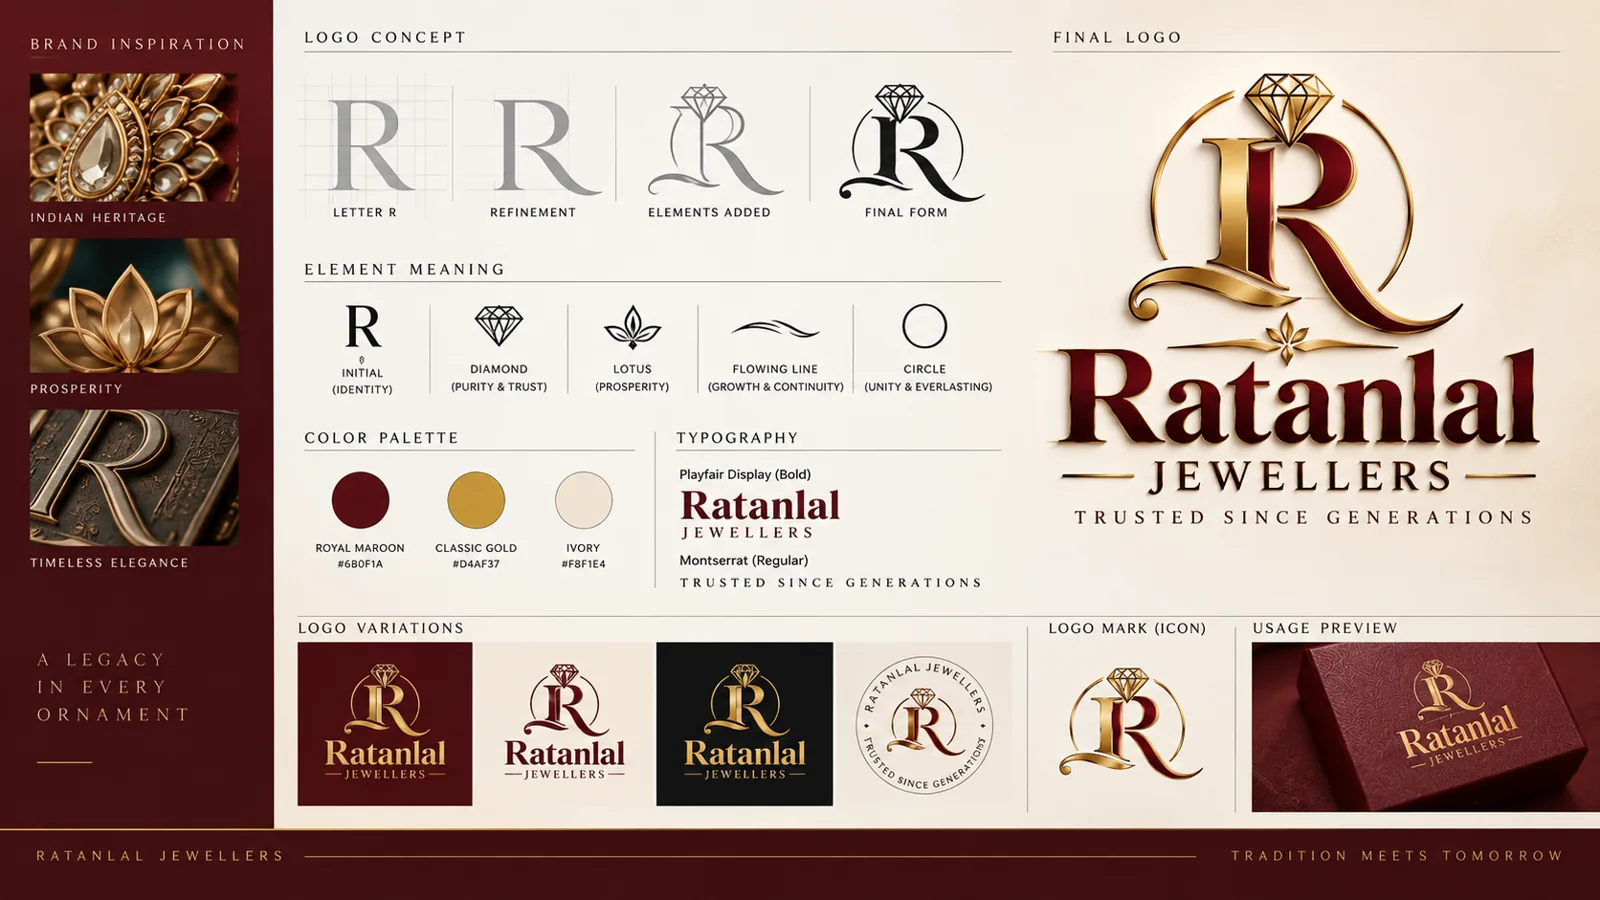 BRAND INSPIRATION
INDIAN HERITAGE
PROSPERITY
R
TIMELESS ELEGANCE
A LEGACY
IN EVERY
ORNAMENT
LOGO CONCEPT
R
LETTER R
R
REFINEMENT
R
ELEMENTS ADDED
R
FINAL FORM
ELEMENT MEANING
R
INITIAL
(IDENTITY)
DIAMOND
(PURITY & TRUST)
LOTUS
(PROSPERITY)
FLOWING LINE
(GROWTH & CONTINUITY)
CIRCLE
(UNITY & EVERLASTING)
COLOR PALETTE
ROYAL MAROON
#6B0F1A
CLASSIC GOLD
#D4AF37
IVORY
#F8F1E4
TYPOGRAPHY
Playfair Display (Bold)
Ratanlal
JEWELLERS
Montserrat (Regular)
TRUSTED SINCE GENERATIONS
FINAL LOGO
R
Ratanlal
JEWELLERS
TRUSTED SINCE GENERATIONS
LOGO VARIATIONS
R
Ratanlal
JEWELLERS
R
Ratanlal
JEWELLERS
R
Ratanlal
JEWELLERS
RATANLAL JEWELLERS
R
TRUSTED SINCE GENERATIONS
LOGO MARK (ICON)
R
USAGE PREVIEW
R
Ratanlal
JEWELLERS
RATANLAL JEWELLERS
TRADITION MEETS TOMORROW